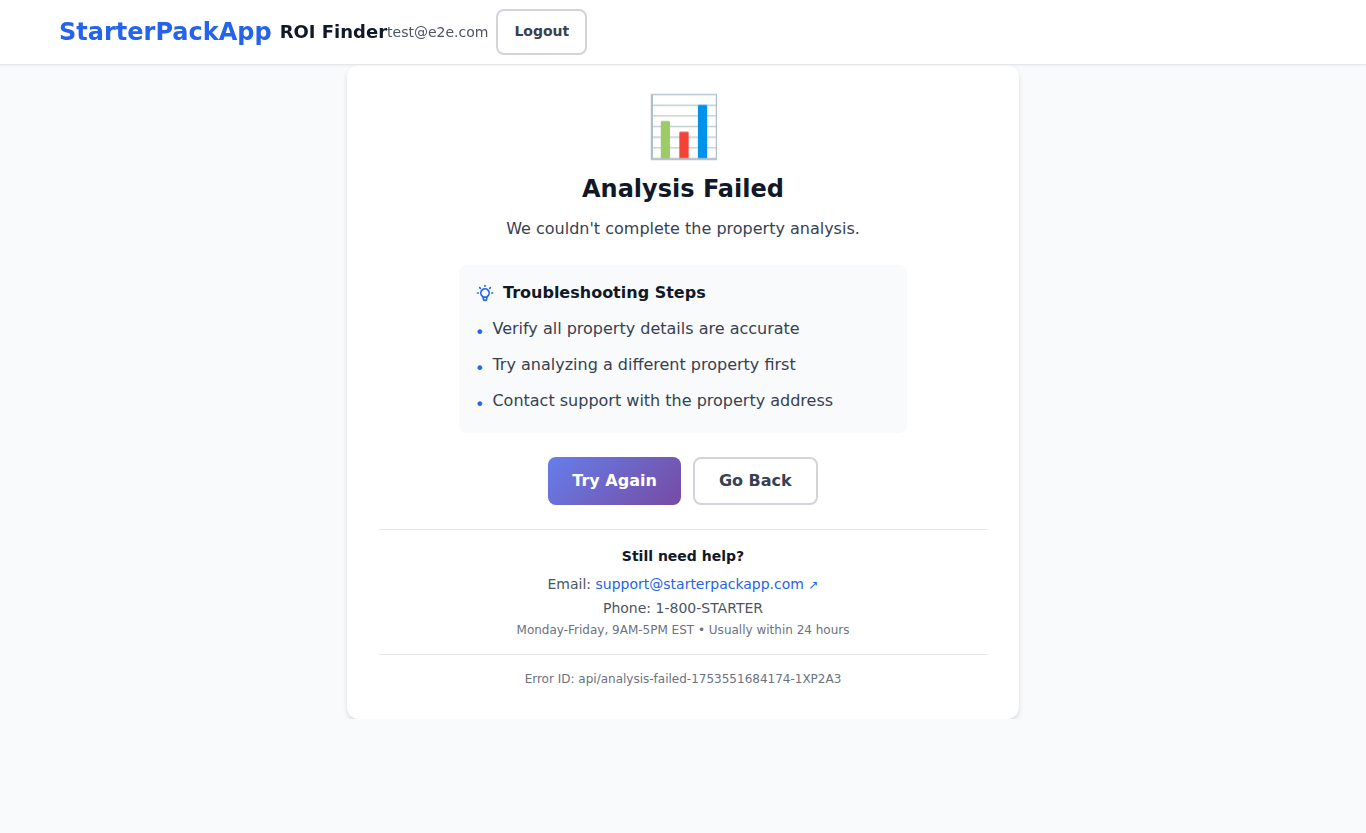 StarterPackApp ROI Finder test@e2e.com Logout
Analysis Failed
We couldn't complete the property analysis.
Troubleshooting Steps
• Verify all property details are accurate
• Try analyzing a different property first
• Contact support with the property address
Try Again Go Back
Still need help?
Email: support@starterpackapp.com ↗
Phone: 1-800-STARTER
Monday-Friday, 9AM-5PM EST • Usually within 24 hours
Error ID: api/analysis-failed-1753551684174-1XP2A3